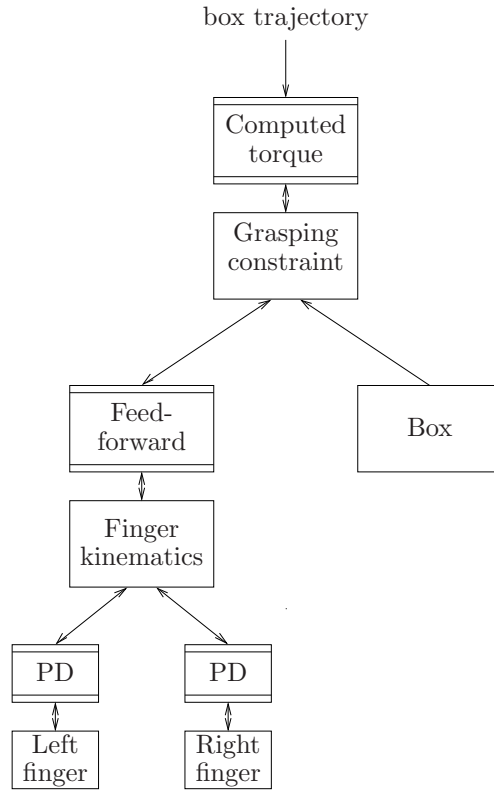 box trajectory
Computed
torque
Grasping
constraint
Feed-
forward
Box
Finger
kinematics
PD
PD
Left
finger
Right
finger